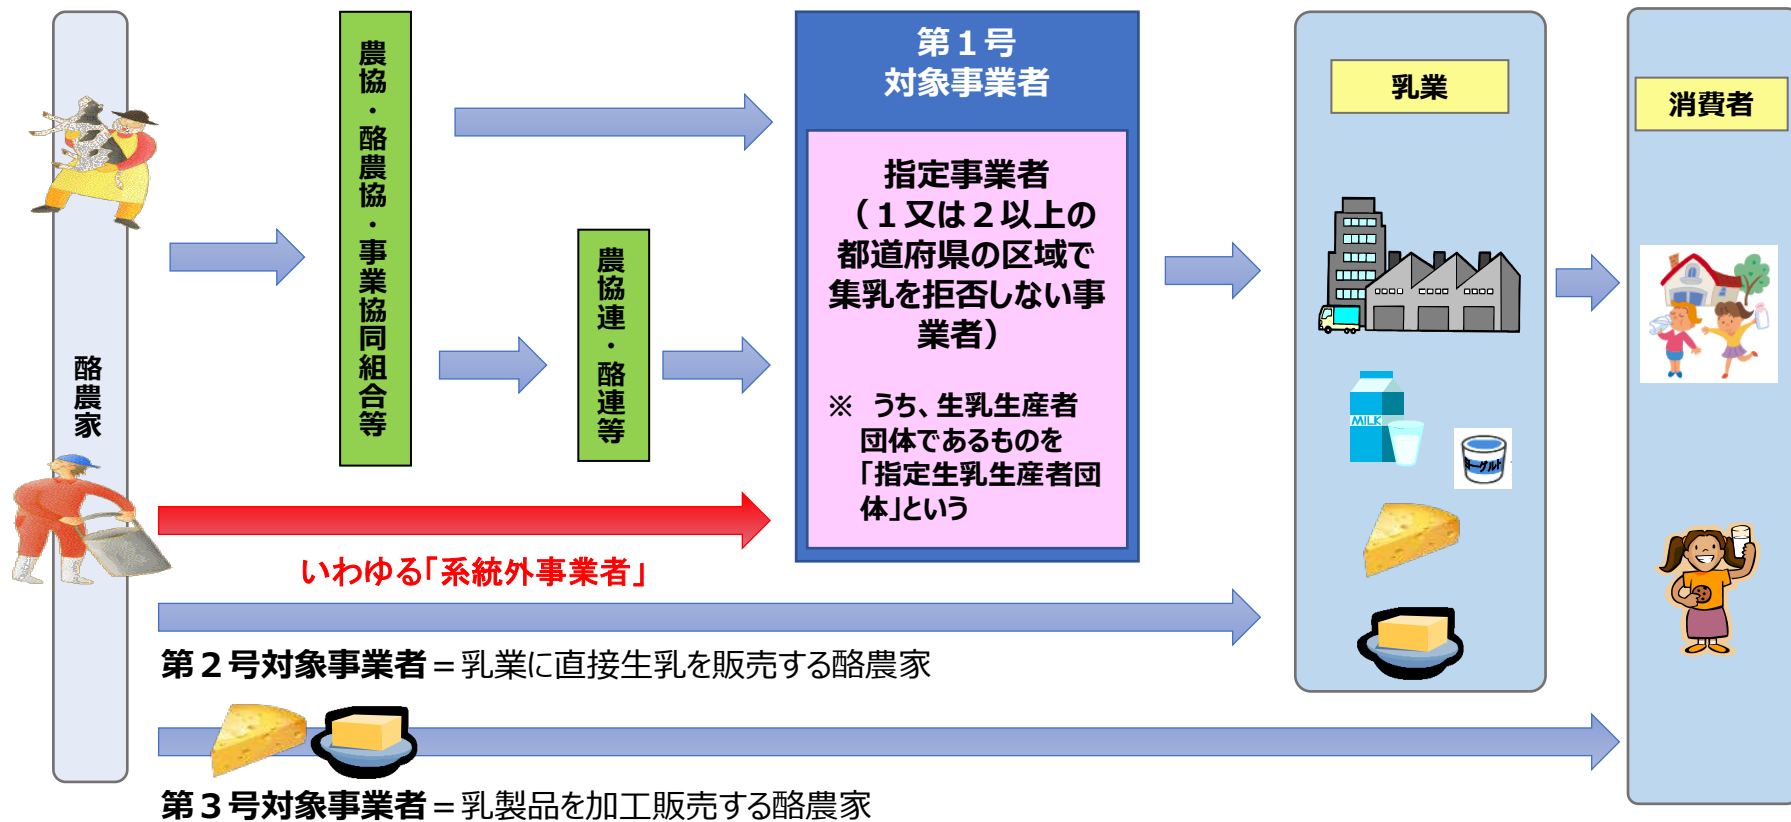 酪農家
農協・酪農協・事業協同組合等
農協連・酪連等
第１号
対象事業者
指定事業者
（１又は２以上の
都道府県の区域で
集乳を拒否しない事
業者）
※　うち、生乳生産者
団体であるものを
「指定生乳生産者団
体」という
乳業
MILK
ヨーグルト
消費者
いわゆる「系統外事業者」
第２号対象事業者＝乳業に直接生乳を販売する酪農家
第３号対象事業者＝乳製品を加工販売する酪農家